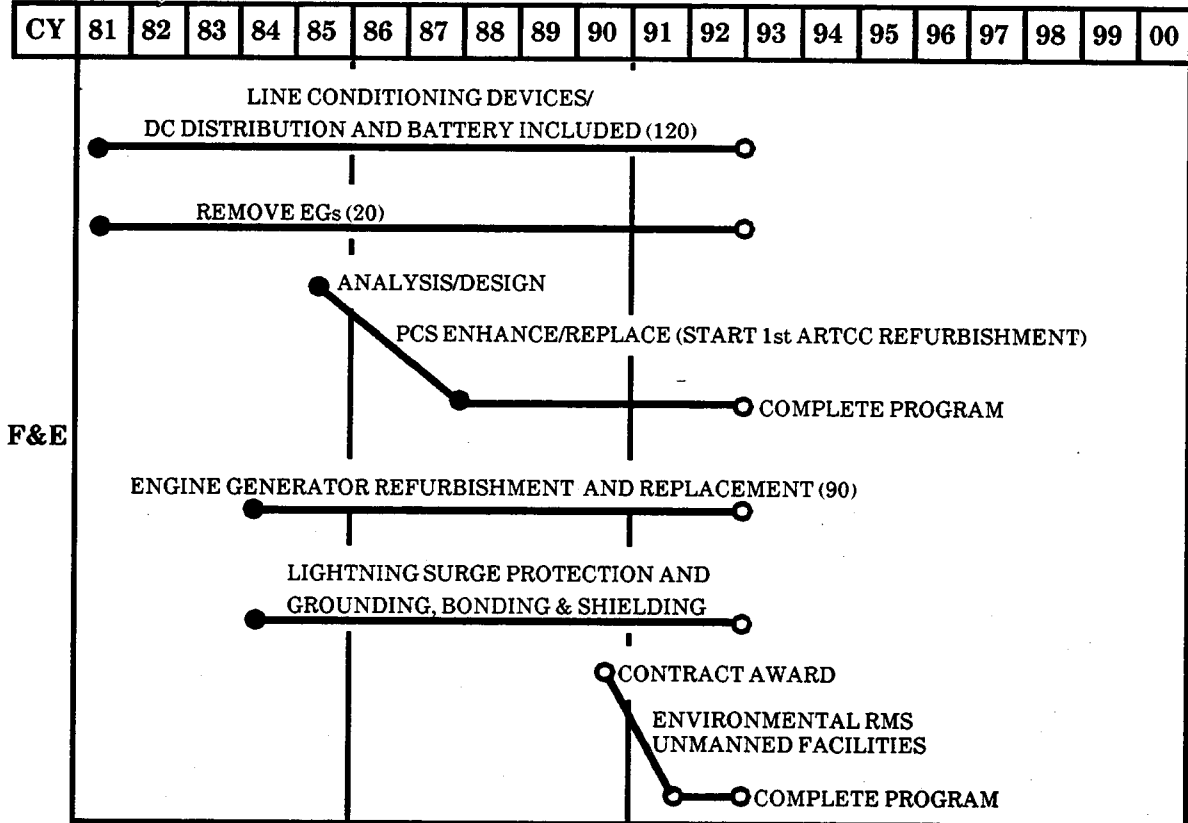 CY 81 82 83 84 85 86 87 88 89 90 91 92 93 94 95 96 97 98 99 00
LINE CONDITIONING DEVICES/
DC DISTRIBUTION AND BATTERY INCLUDED (120)
REMOVE EGs (20)
ANALYSIS/DESIGN
PCS ENHANCE/REPLACE (START 1st ARTCC REFURBISHMENT)
COMPLETE PROGRAM
F&E
ENGINE GENERATOR REFURBISHMENT AND REPLACEMENT (90)
LIGHTNING SURGE PROTECTION AND
GROUNDING, BONDING & SHIELDING
CONTRACT AWARD
ENVIRONMENTAL RMS
UNMANNED FACILITIES
COMPLETE PROGRAM